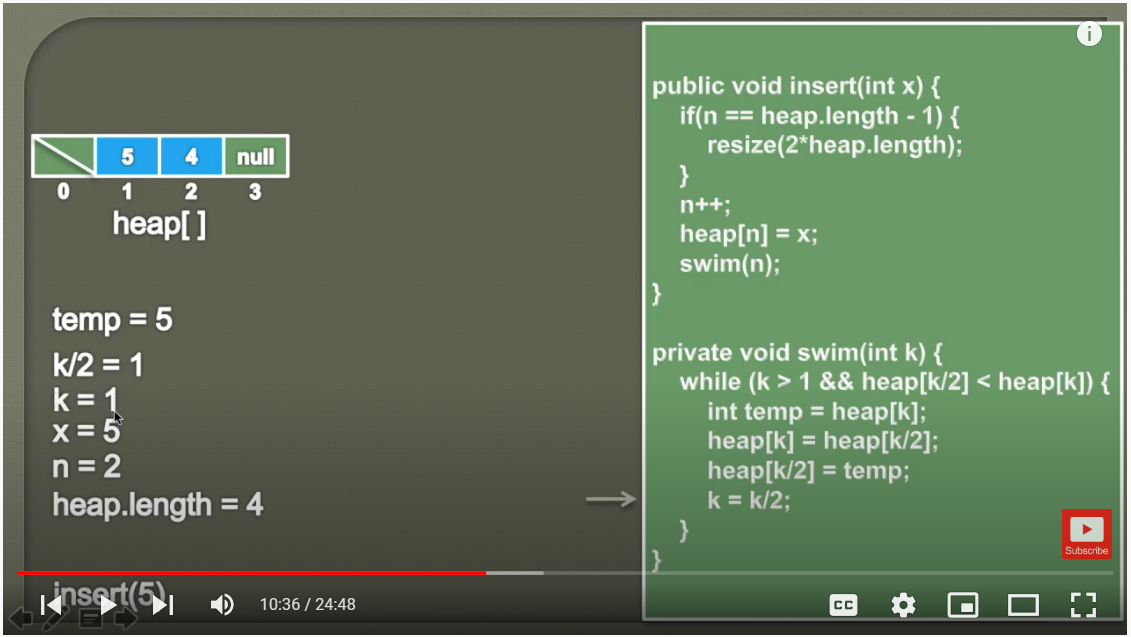 5 4 null
0 1 2 3
heap[ ]
temp = 5
k/2 = 1
k = 1
x = 5
n = 2
heap.length = 4
insert(5)
public void insert(int x) {
if(n == heap.length - 1) {
resize(2*heap.length);
}
n++;
heap[n] = x;
swim(n);
}
private void swim(int k) {
while (k > 1 && heap[k/2] < heap[k]) {
int temp = heap[k];
heap[k] = heap[k/2];
heap[k/2] = temp;
k = k/2;
}
}
i
Subscribe
10:36 / 24:48
CC